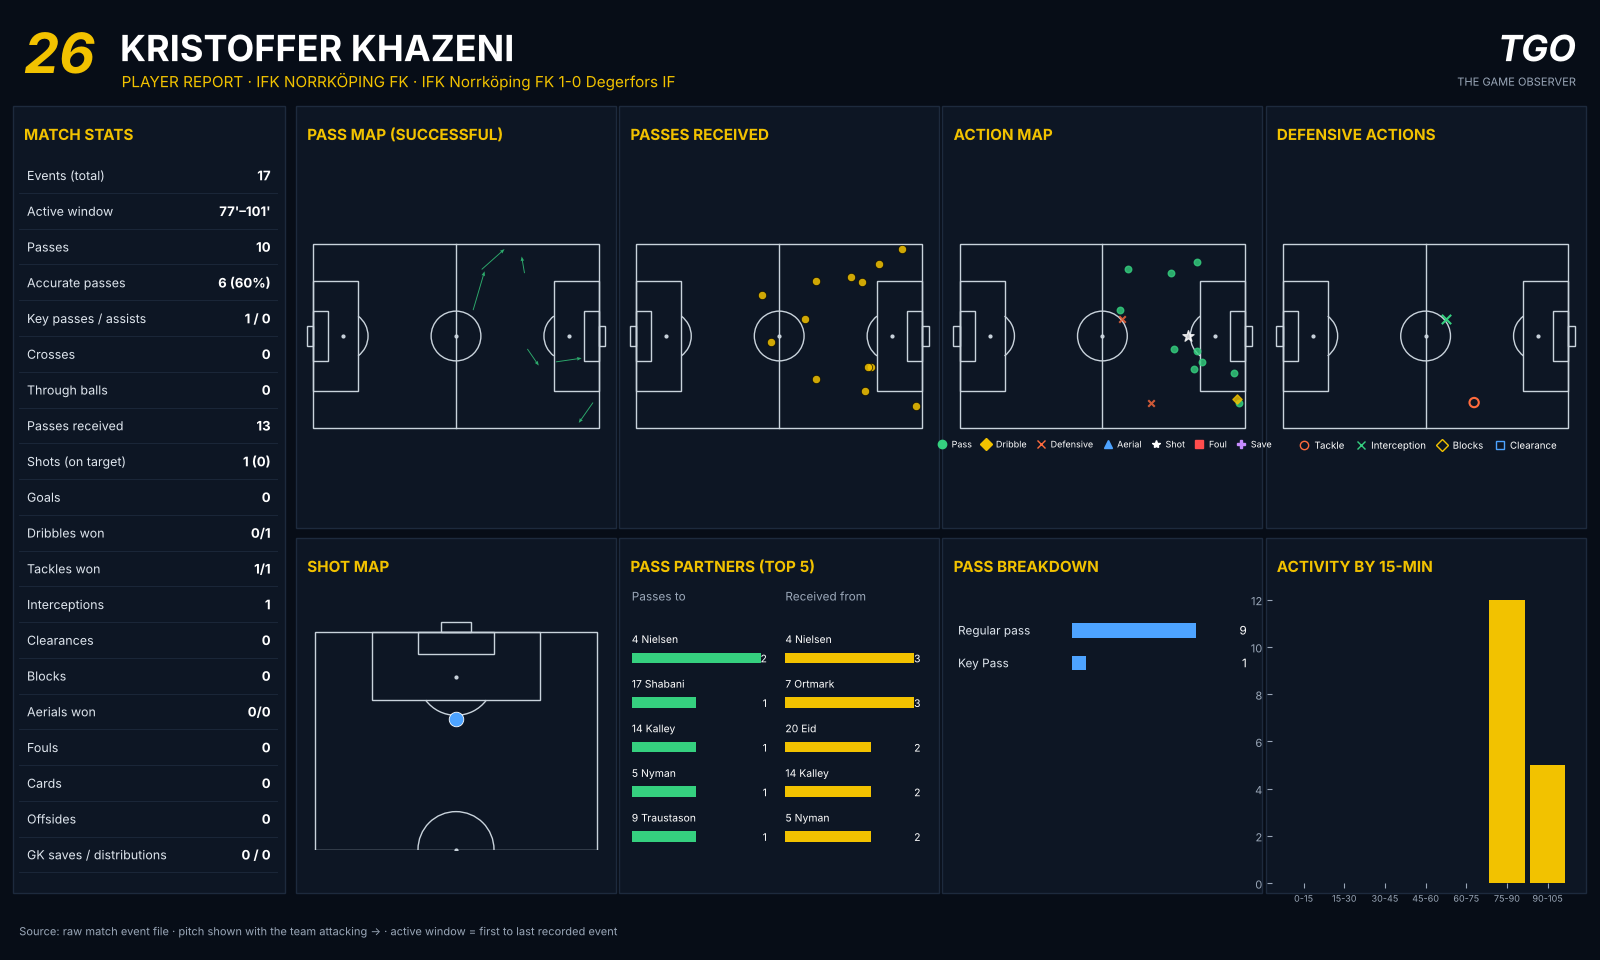 26
KRISTOFFER KHAZENI
PLAYER REPORT · IFK NORRKÖPING FK · IFK Norrköping FK 1-0 Degerfors IF
TGO
THE GAME OBSERVER
MATCH STATS
Events (total) 17
Active window 77'–101'
Passes 10
Accurate passes 6 (60%)
Key passes / assists 1 / 0
Crosses 0
Through balls 0
Passes received 13
Shots (on target) 1 (0)
Goals 0
Dribbles won 0/1
Tackles won 1/1
Interceptions 1
Clearances 0
Blocks 0
Aerials won 0/0
Fouls 0
Cards 0
Offsides 0
GK saves / distributions 0 / 0
PASS MAP (SUCCESSFUL)
PASSES RECEIVED
ACTION MAP
Pass Dribble Defensive Aerial Shot Foul Save
DEFENSIVE ACTIONS
Tackle Interception Blocks Clearance
SHOT MAP
PASS PARTNERS (TOP 5)
Passes to Received from
4 Nielsen 4 Nielsen
2 3
17 Shabani 7 Ortmark
1 3
14 Kalley 20 Eid
1 2
5 Nyman 14 Kalley
1 2
9 Traustason 5 Nyman
1 2
PASS BREAKDOWN
Regular pass 9
Key Pass 1
ACTIVITY BY 15-MIN
12
10
8
6
4
2
0
0-15 15-30 30-45 45-60 60-75 75-90 90-105
Source: raw match event file · pitch shown with the team attacking → · active window = first to last recorded event